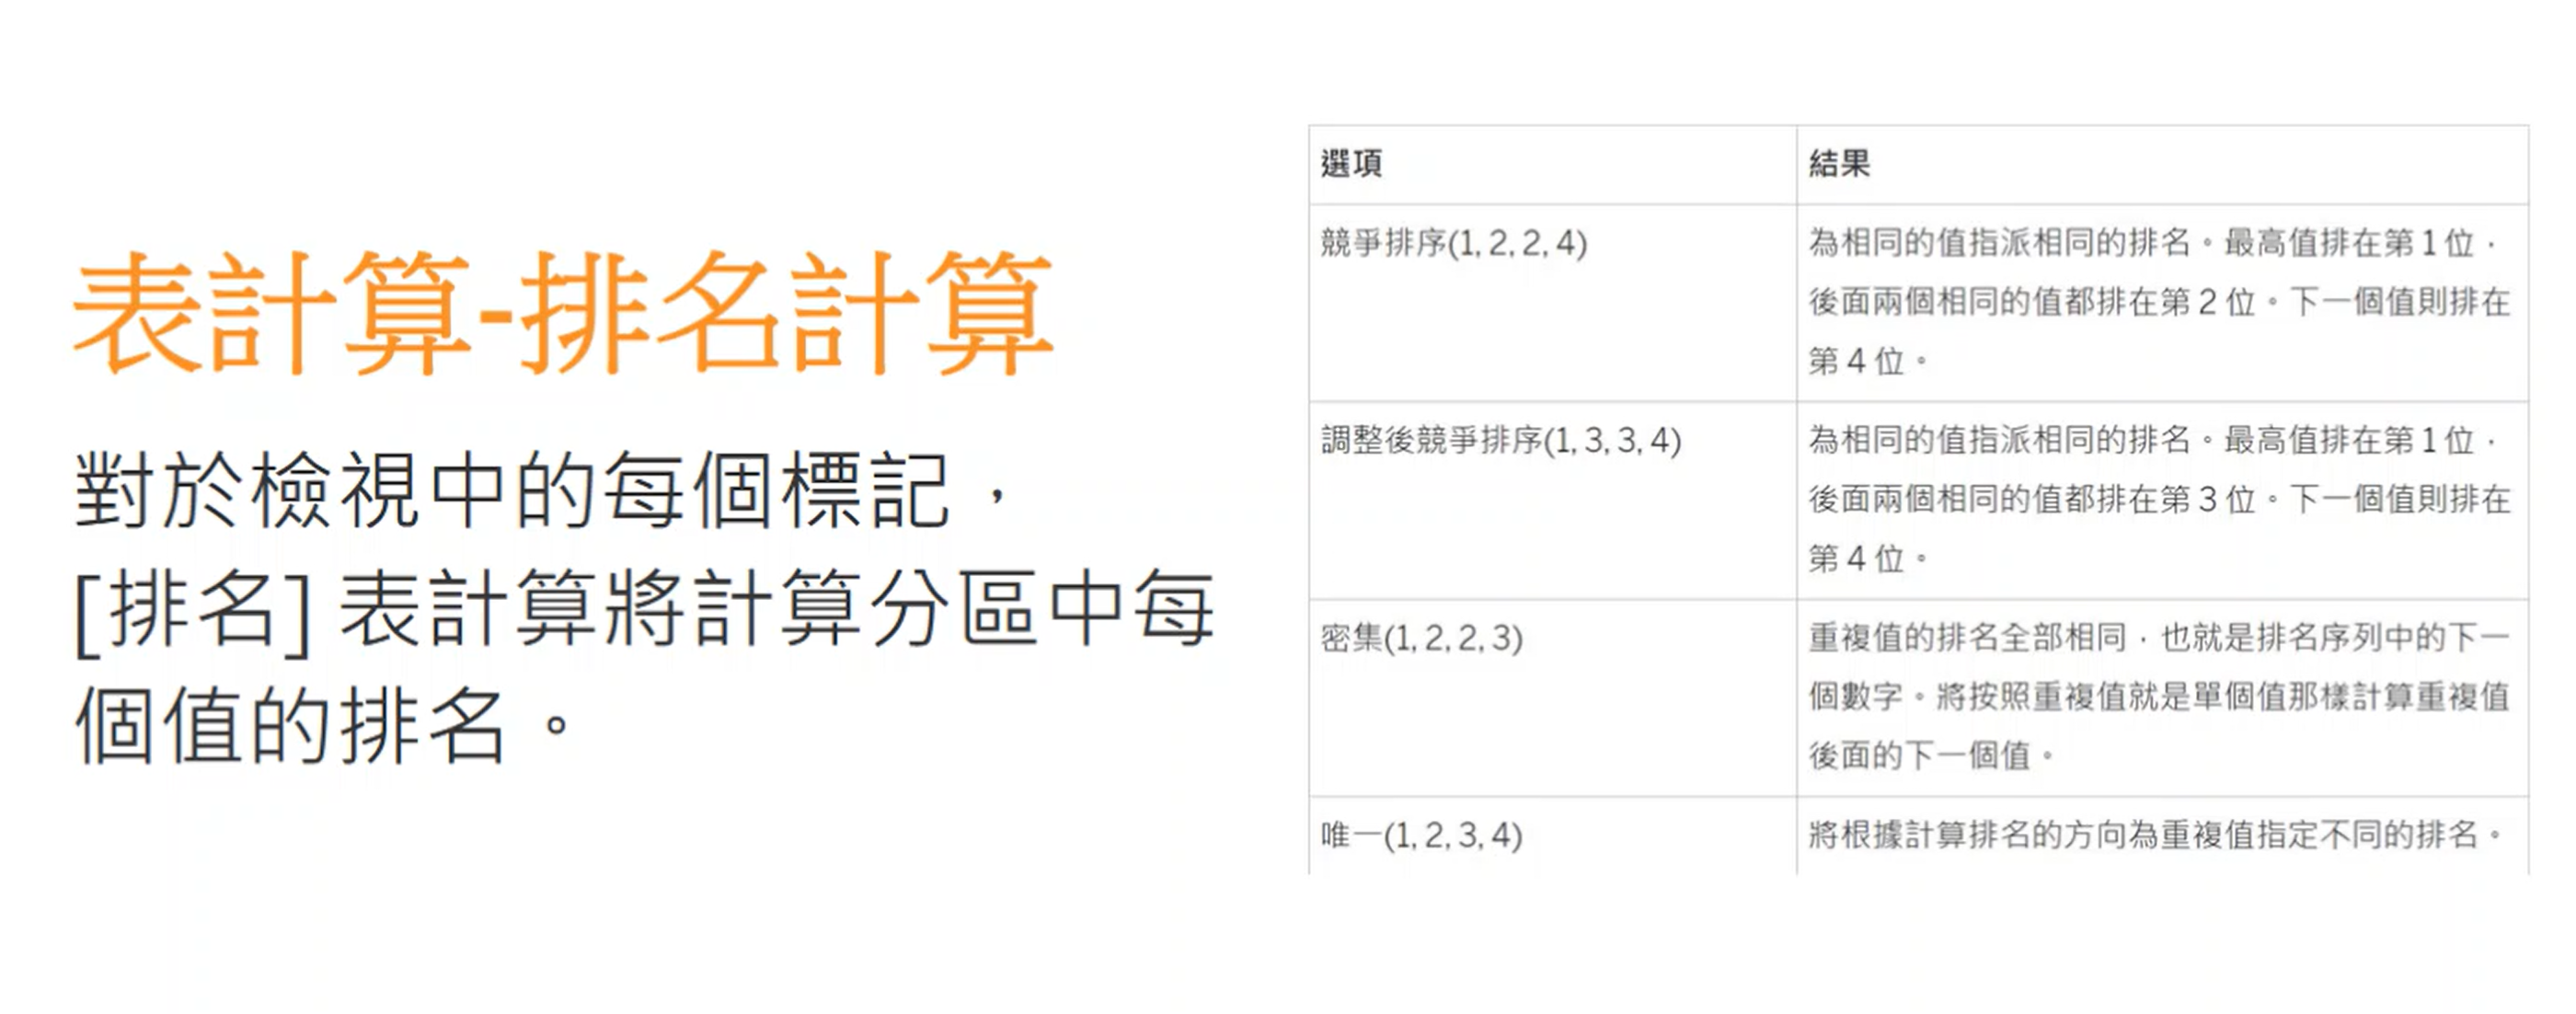 表計算-排名計算
對於檢視中的每個標記，
[排名] 表計算將計算分區中每
個值的排名。
選項
結果
競爭排序(1, 2, 2, 4)
為相同的值指派相同的排名。最高值排在第 1 位，
後面兩個相同的值都排在第 2 位。下一個值則排在
第 4 位。
調整後競爭排序(1, 3, 3, 4)
為相同的值指派相同的排名。最高值排在第 1 位，
後面兩個相同的值都排在第 3 位。下一個值則排在
第 4 位。
密集(1, 2, 2, 3)
重複值的排名全部相同，也就是排名序列中的下一
個數字。將按照重複值就是單個值那樣計算重複值
後面的下一個值。
唯一(1, 2, 3, 4)
將根據計算排名的方向為重複值指定不同的排名。